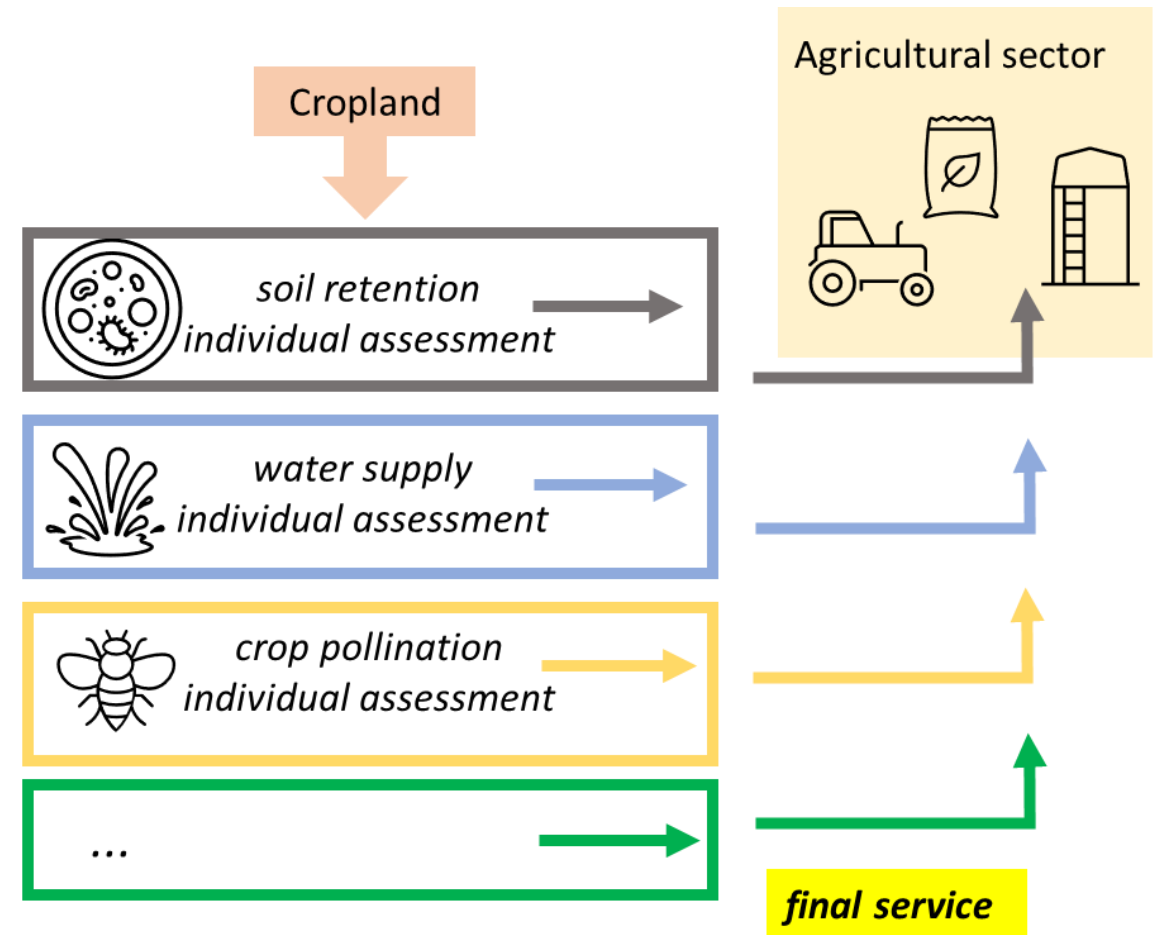 Agricultural sector
Cropland
soil retention
individual assessment
water supply
individual assessment
crop pollination
individual assessment
...
final service